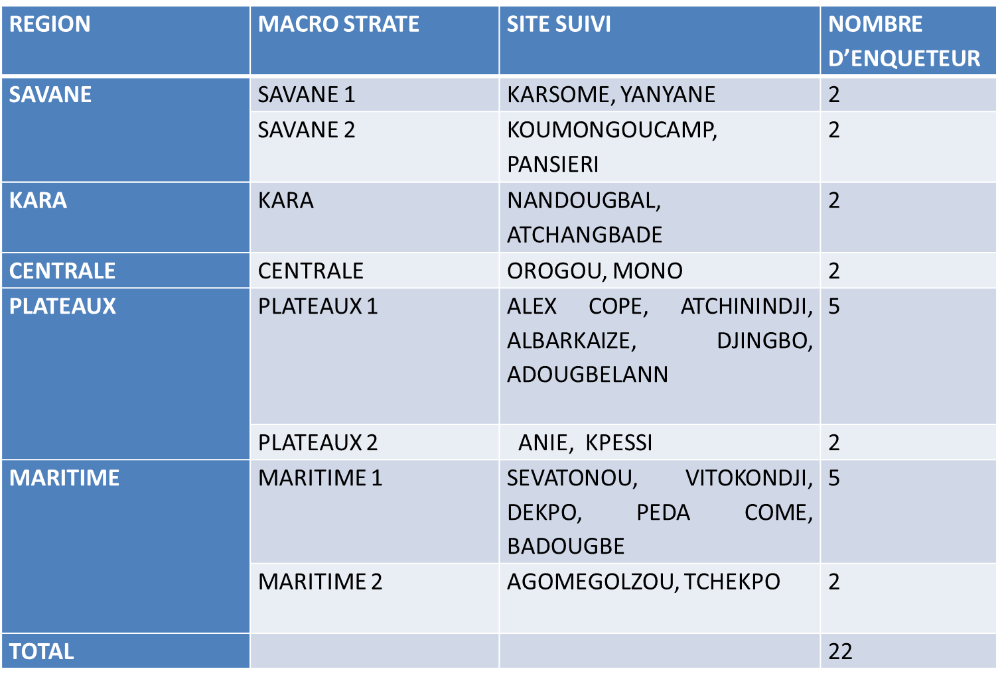 REGION MACRO STRATE SITE SUIVI NOMBRE
D’ENQUETEUR
SAVANE SAVANE 1 KARSOME, YANYANE 2
SAVANE 2 KOUMONGOUCAMP, 2
PANSIERI
KARA KARA NANDOUGBAL, 2
ATCHANGBADE
CENTRALE CENTRALE OROGOU, MONO 2
PLATEAUX PLATEAUX 1 ALEX COPE, ATCHININDJI, 5
ALBARKAIZE, DJINGBO,
ADOUGBELANN
PLATEAUX 2 ANIE, KPESSI 2
MARITIME MARITIME 1 SEVATONOU, VITOKONDJI, 5
DEKPO, PEDA COME,
BADOUGBE
MARITIME 2 AGOMEGOLZOU, TCHEKPO 2
TOTAL 22